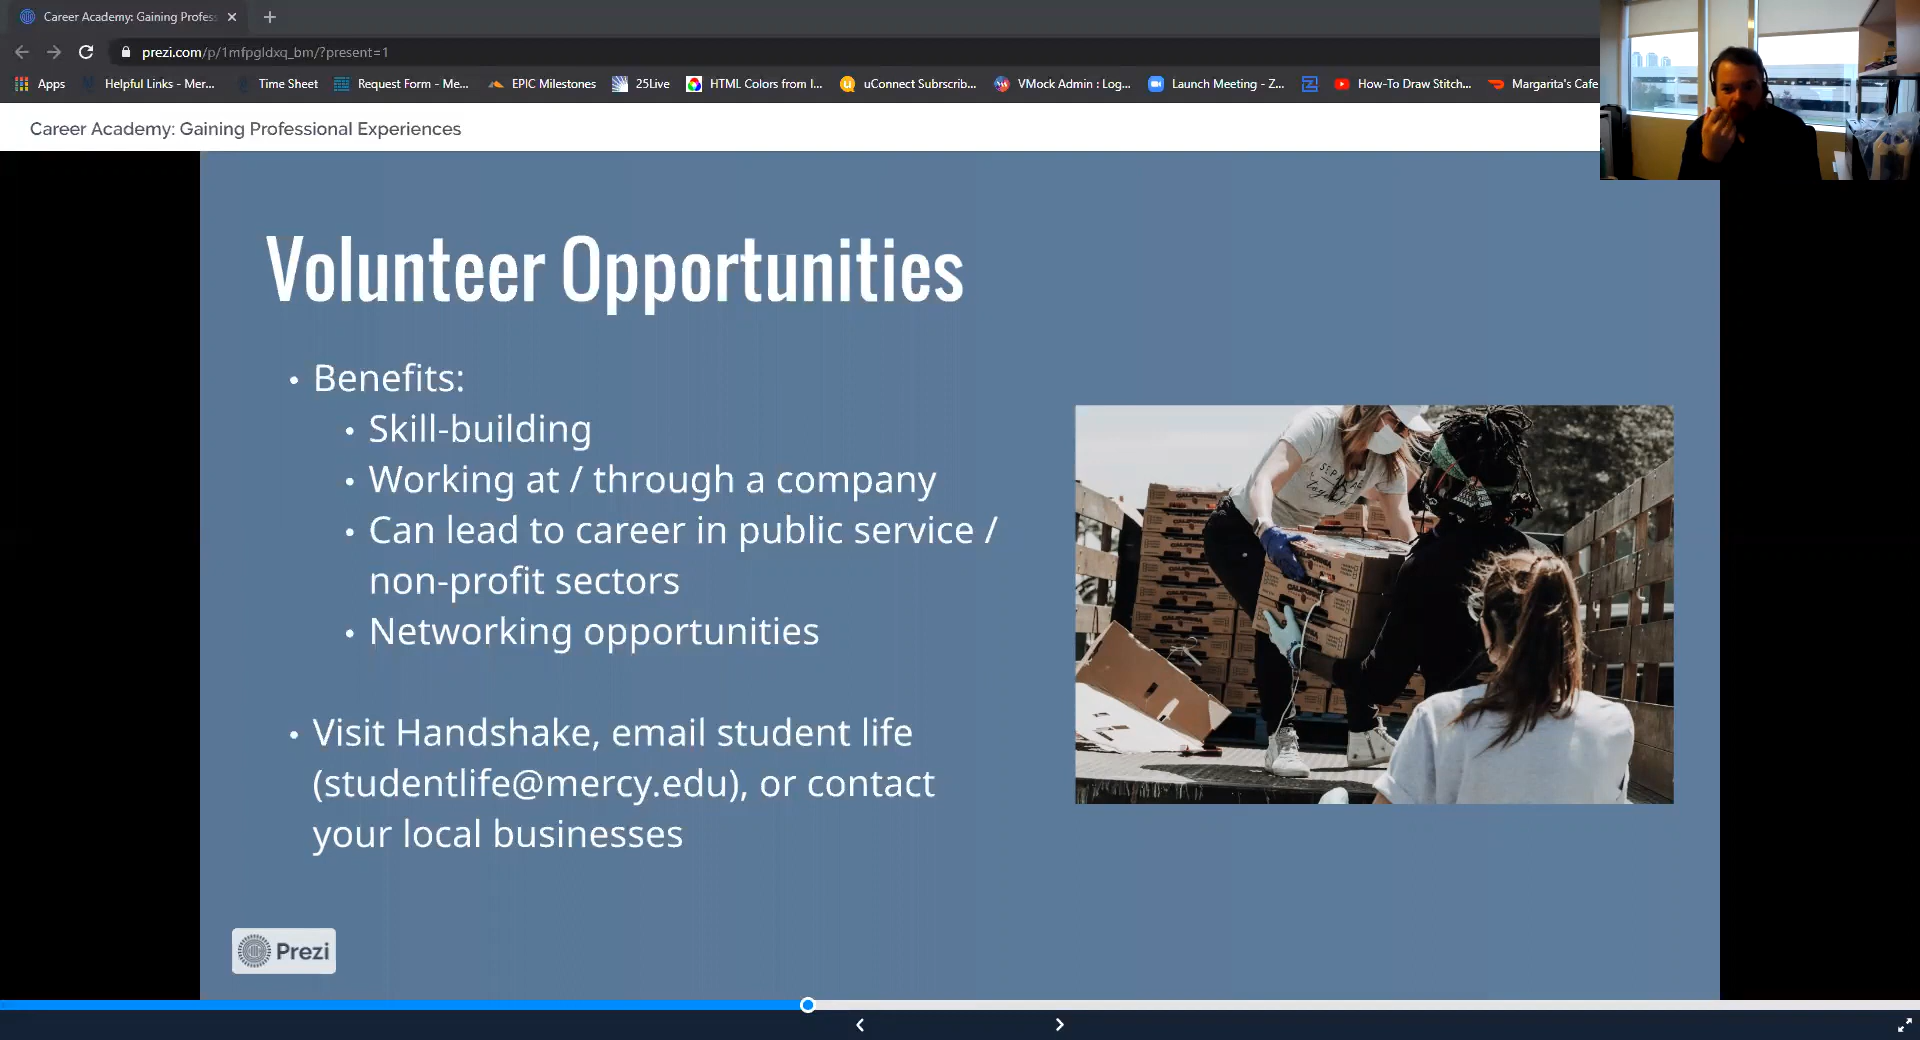 Career Academy: Gaining Profess
prezi.com/p/1mfpgldxq_bm/?present=1
Apps
Helpful Links - Mer...
Time Sheet
Request Form - Me...
EPIC Milestones
25Live
HTML Colors from I...
uConnect Subscrib...
VMock Admin : Log...
Launch Meeting - Z...
How-To Draw Stitch...
Margarita's Cafe
Career Academy: Gaining Professional Experiences
Volunteer Opportunities
• Benefits:
• Skill-building
• Working at / through a company
• Can lead to career in public service /
non-profit sectors
• Networking opportunities
• Visit Handshake, email student life
(studentlife@mercy.edu), or contact
your local businesses
CALIFORNIA
CALIFORNIA
Prezi